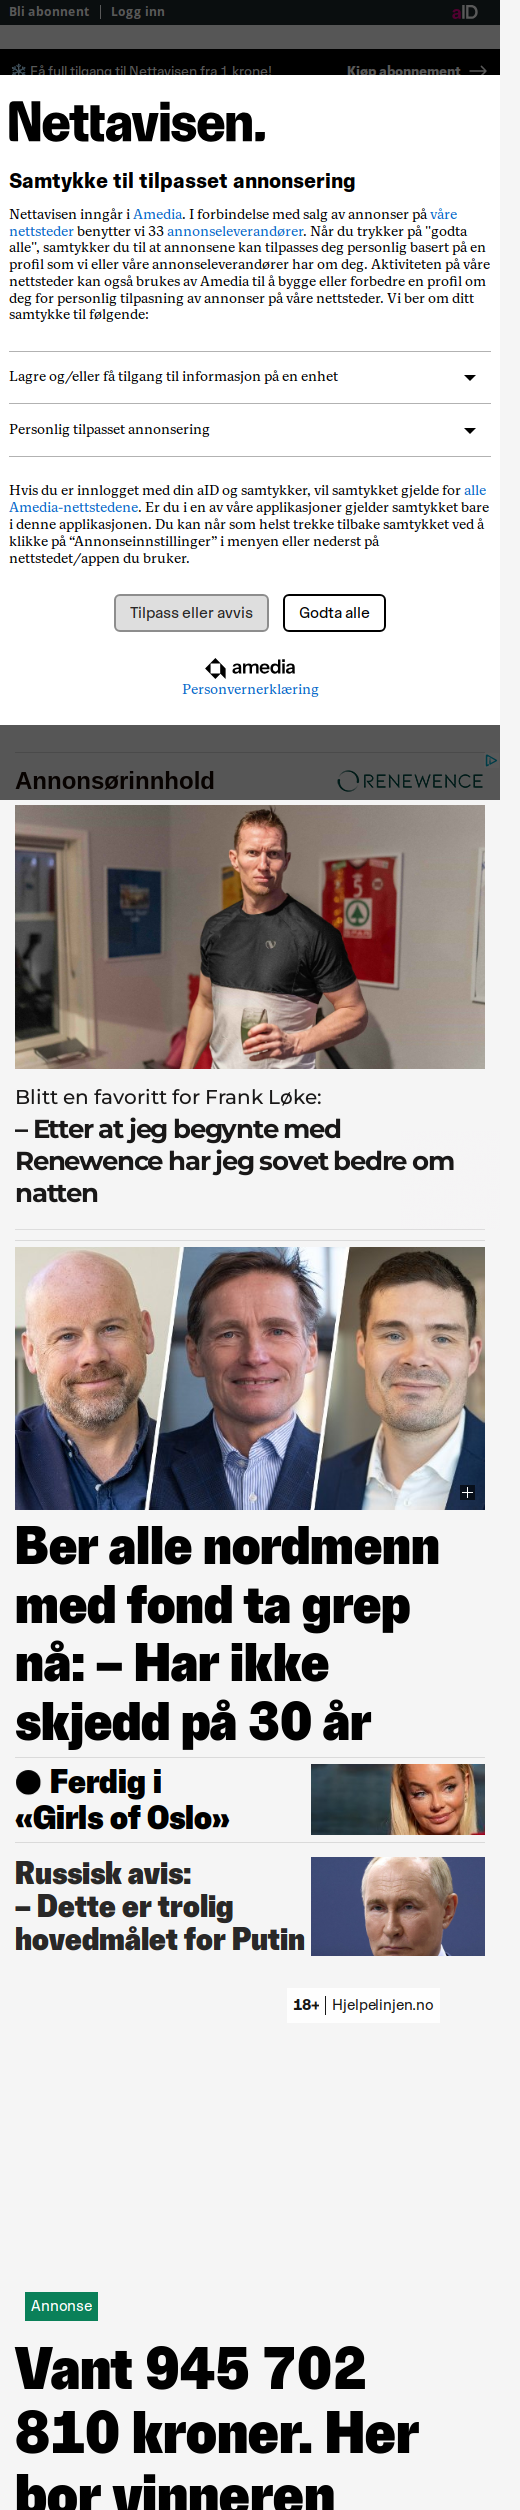 Bli abonnent | Logg inn
aID
Få full tilgang til Nettavisen fra 1 krone!
Kjøp abonnement →
Nettavisen.
Samtykke til tilpasset annonsering
Nettavisen inngår i Amedia. I forbindelse med salg av annonser på våre
nettsteder benytter vi 33 annonseleverandører. Når du trykker på "godta
alle", samtykker du til at annonsene kan tilpasses deg personlig basert på en
profil som vi eller våre annonseleverandører har om deg. Aktiviteten på våre
nettsteder kan også brukes av Amedia til å bygge eller forbedre en profil om
deg for personlig tilpasning av annonser på våre nettsteder. Vi ber om ditt
samtykke til følgende:
Lagre og/eller få tilgang til informasjon på en enhet
Personlig tilpasset annonsering
Hvis du er innlogget med din aID og samtykker, vil samtykket gjelde for alle
Amedia-nettstedene. Er du i en av våre applikasjoner gjelder samtykket bare
i denne applikasjonen. Du kan når som helst trekke tilbake samtykket ved å
klikke på “Annonseinnstillinger” i menyen eller nederst på
nettstedet/appen du bruker.
Tilpass eller avvis
Godta alle
amedia
Personvernerklæring
Annonsørinnhold
RENEWENCE
5
SPAR
Blitt en favoritt for Frank Løke:
– Etter at jeg begynte med
Renewence har jeg sovet bedre om
natten
Ber alle nordmenn
med fond ta grep
nå: – Har ikke
skjedd på 30 år
● Ferdig i
«Girls of Oslo»
Russisk avis:
– Dette er trolig
hovedmålet for Putin
18+ | Hjelpelinjen.no
Annonse
Vant 945 702
810 kroner. Her
bor vinneren